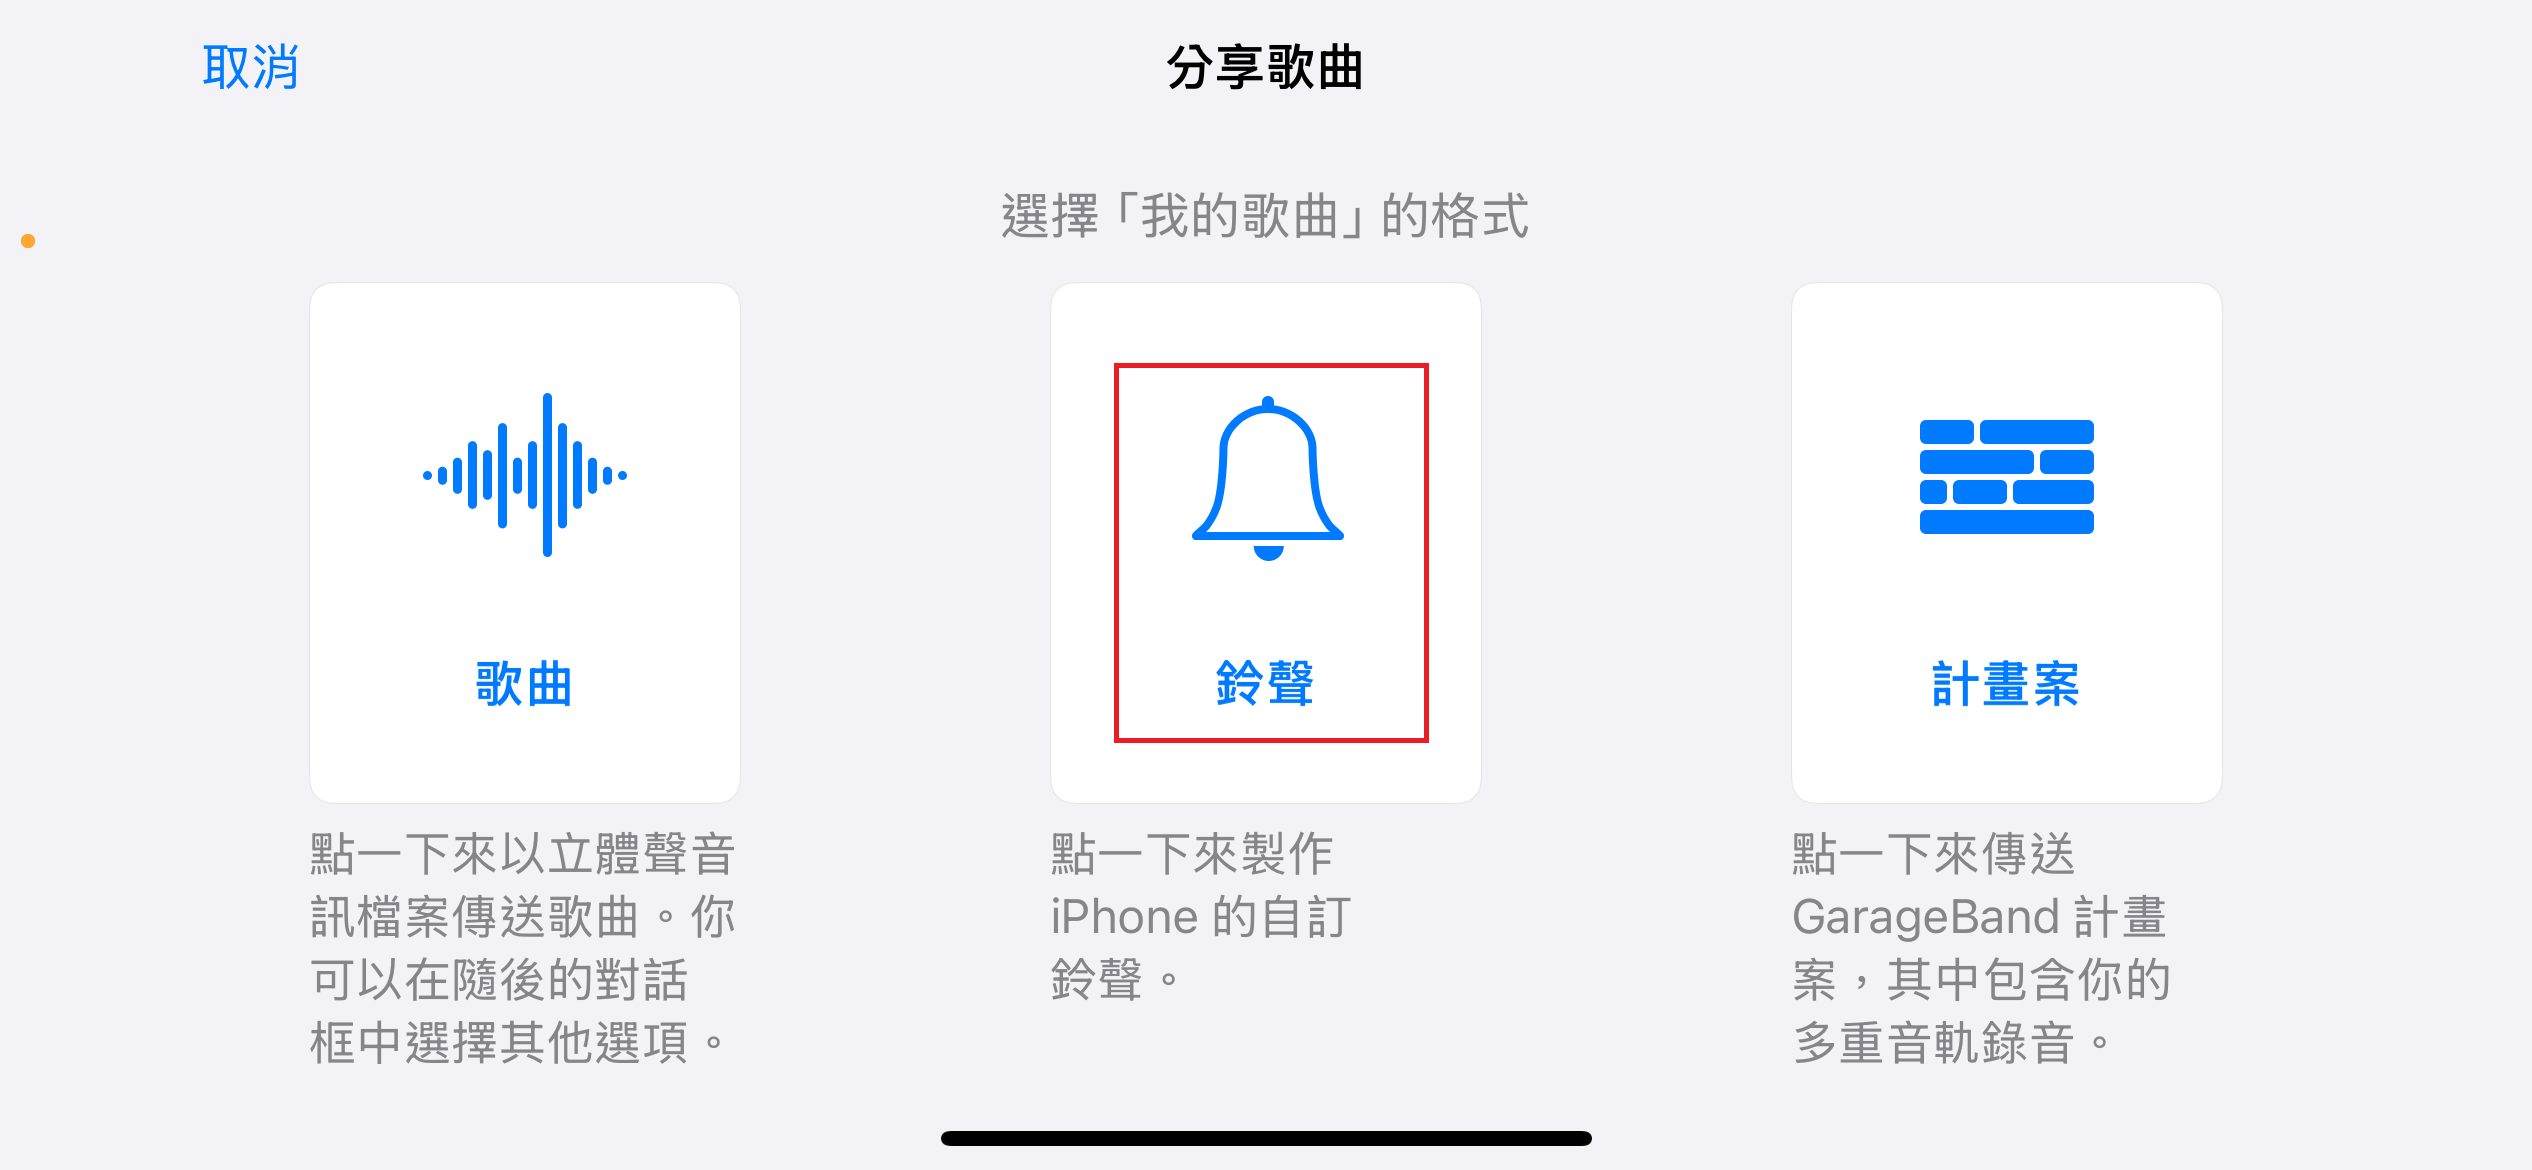 取消
分享歌曲
選擇「我的歌曲」的格式
歌曲
點一下來以立體聲音
訊檔案傳送歌曲。你
可以在隨後的對話
框中選擇其他選項。
鈴聲
點一下來製作
iPhone 的自訂
鈴聲。
計畫案
點一下來傳送
GarageBand 計畫
案，其中包含你的
多重音軌錄音。